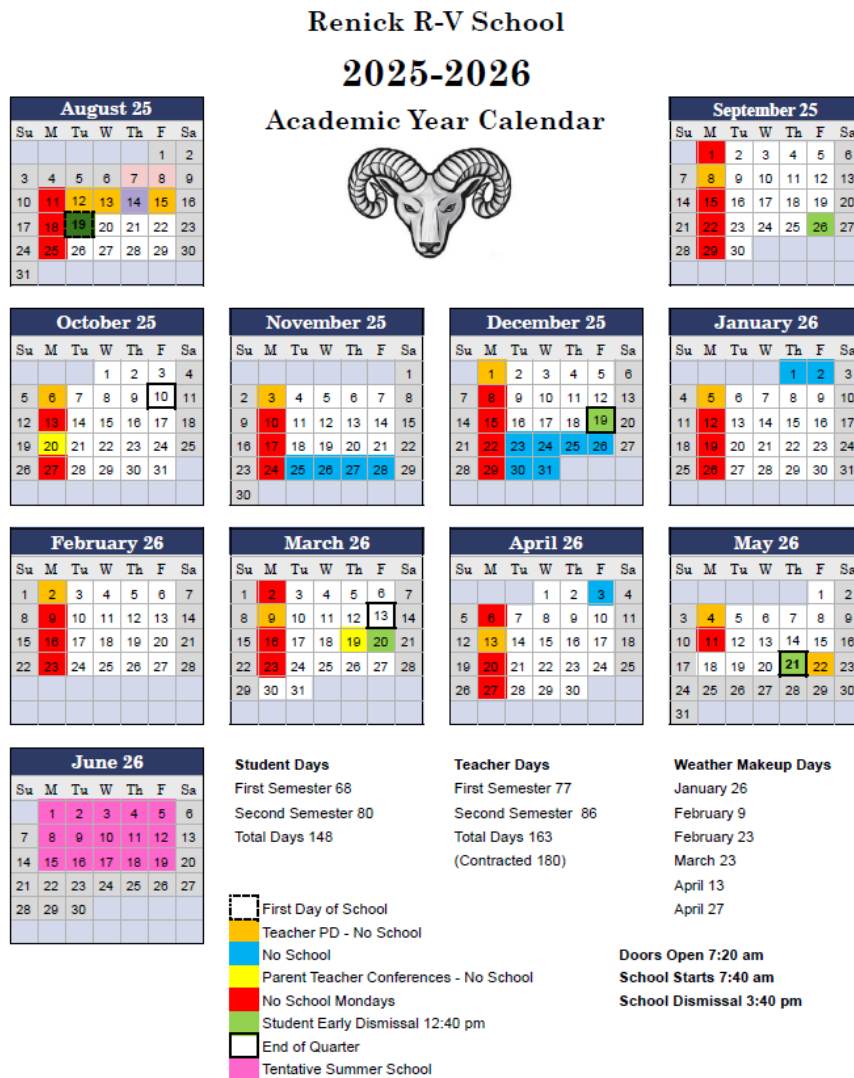 Renick R-V School
2025-2026
Academic Year Calendar
August 25
Su M Tu W Th F Sa
1 2
3 4 5 6 7 8 9
10 11 12 13 14 15 16
17 18 19 20 21 22 23
24 25 26 27 28 29 30
31
September 25
Su M Tu W Th F Sa
1 2 3 4 5 6
7 8 9 10 11 12 13
14 15 16 17 18 19 20
21 22 23 24 25 26 27
28 29 30
October 25
Su M Tu W Th F Sa
1 2 3 4
5 6 7 8 9 10 11
12 13 14 15 16 17 18
19 20 21 22 23 24 25
26 27 28 29 30 31
November 25
Su M Tu W Th F Sa
1
2 3 4 5 6 7 8
9 10 11 12 13 14 15
16 17 18 19 20 21 22
23 24 25 26 27 28 29
30
December 25
Su M Tu W Th F Sa
1 2 3 4 5 6
7 8 9 10 11 12 13
14 15 16 17 18 19 20
21 22 23 24 25 26 27
28 29 30 31
January 26
Su M Tu W Th F Sa
1 2 3
4 5 6 7 8 9 10
11 12 13 14 15 16 17
18 19 20 21 22 23 24
25 26 27 28 29 30 31
February 26
Su M Tu W Th F Sa
1 2 3 4 5 6 7
8 9 10 11 12 13 14
15 16 17 18 19 20 21
22 23 24 25 26 27 28
March 26
Su M Tu W Th F Sa
1 2 3 4 5 6 7
8 9 10 11 12 13 14
15 16 17 18 19 20 21
22 23 24 25 26 27 28
29 30 31
April 26
Su M Tu W Th F Sa
1 2 3 4
5 6 7 8 9 10 11
12 13 14 15 16 17 18
19 20 21 22 23 24 25
26 27 28 29 30
May 26
Su M Tu W Th F Sa
1 2
3 4 5 6 7 8 9
10 11 12 13 14 15 16
17 18 19 20 21 22 23
24 25 26 27 28 29 30
31
June 26
Su M Tu W Th F Sa
1 2 3 4 5 6
7 8 9 10 11 12 13
14 15 16 17 18 19 20
21 22 23 24 25 26 27
28 29 30
Student Days
First Semester 68
Second Semester 80
Total Days 148
Teacher Days
First Semester 77
Second Semester 86
Total Days 163
(Contracted 180)
Weather Makeup Days
January 26
February 9
February 23
March 23
April 13
April 27
First Day of School
Teacher PD - No School
No School
Parent Teacher Conferences - No School
No School Mondays
Student Early Dismissal 12:40 pm
End of Quarter
Tentative Summer School
Doors Open 7:20 am
School Starts 7:40 am
School Dismissal 3:40 pm